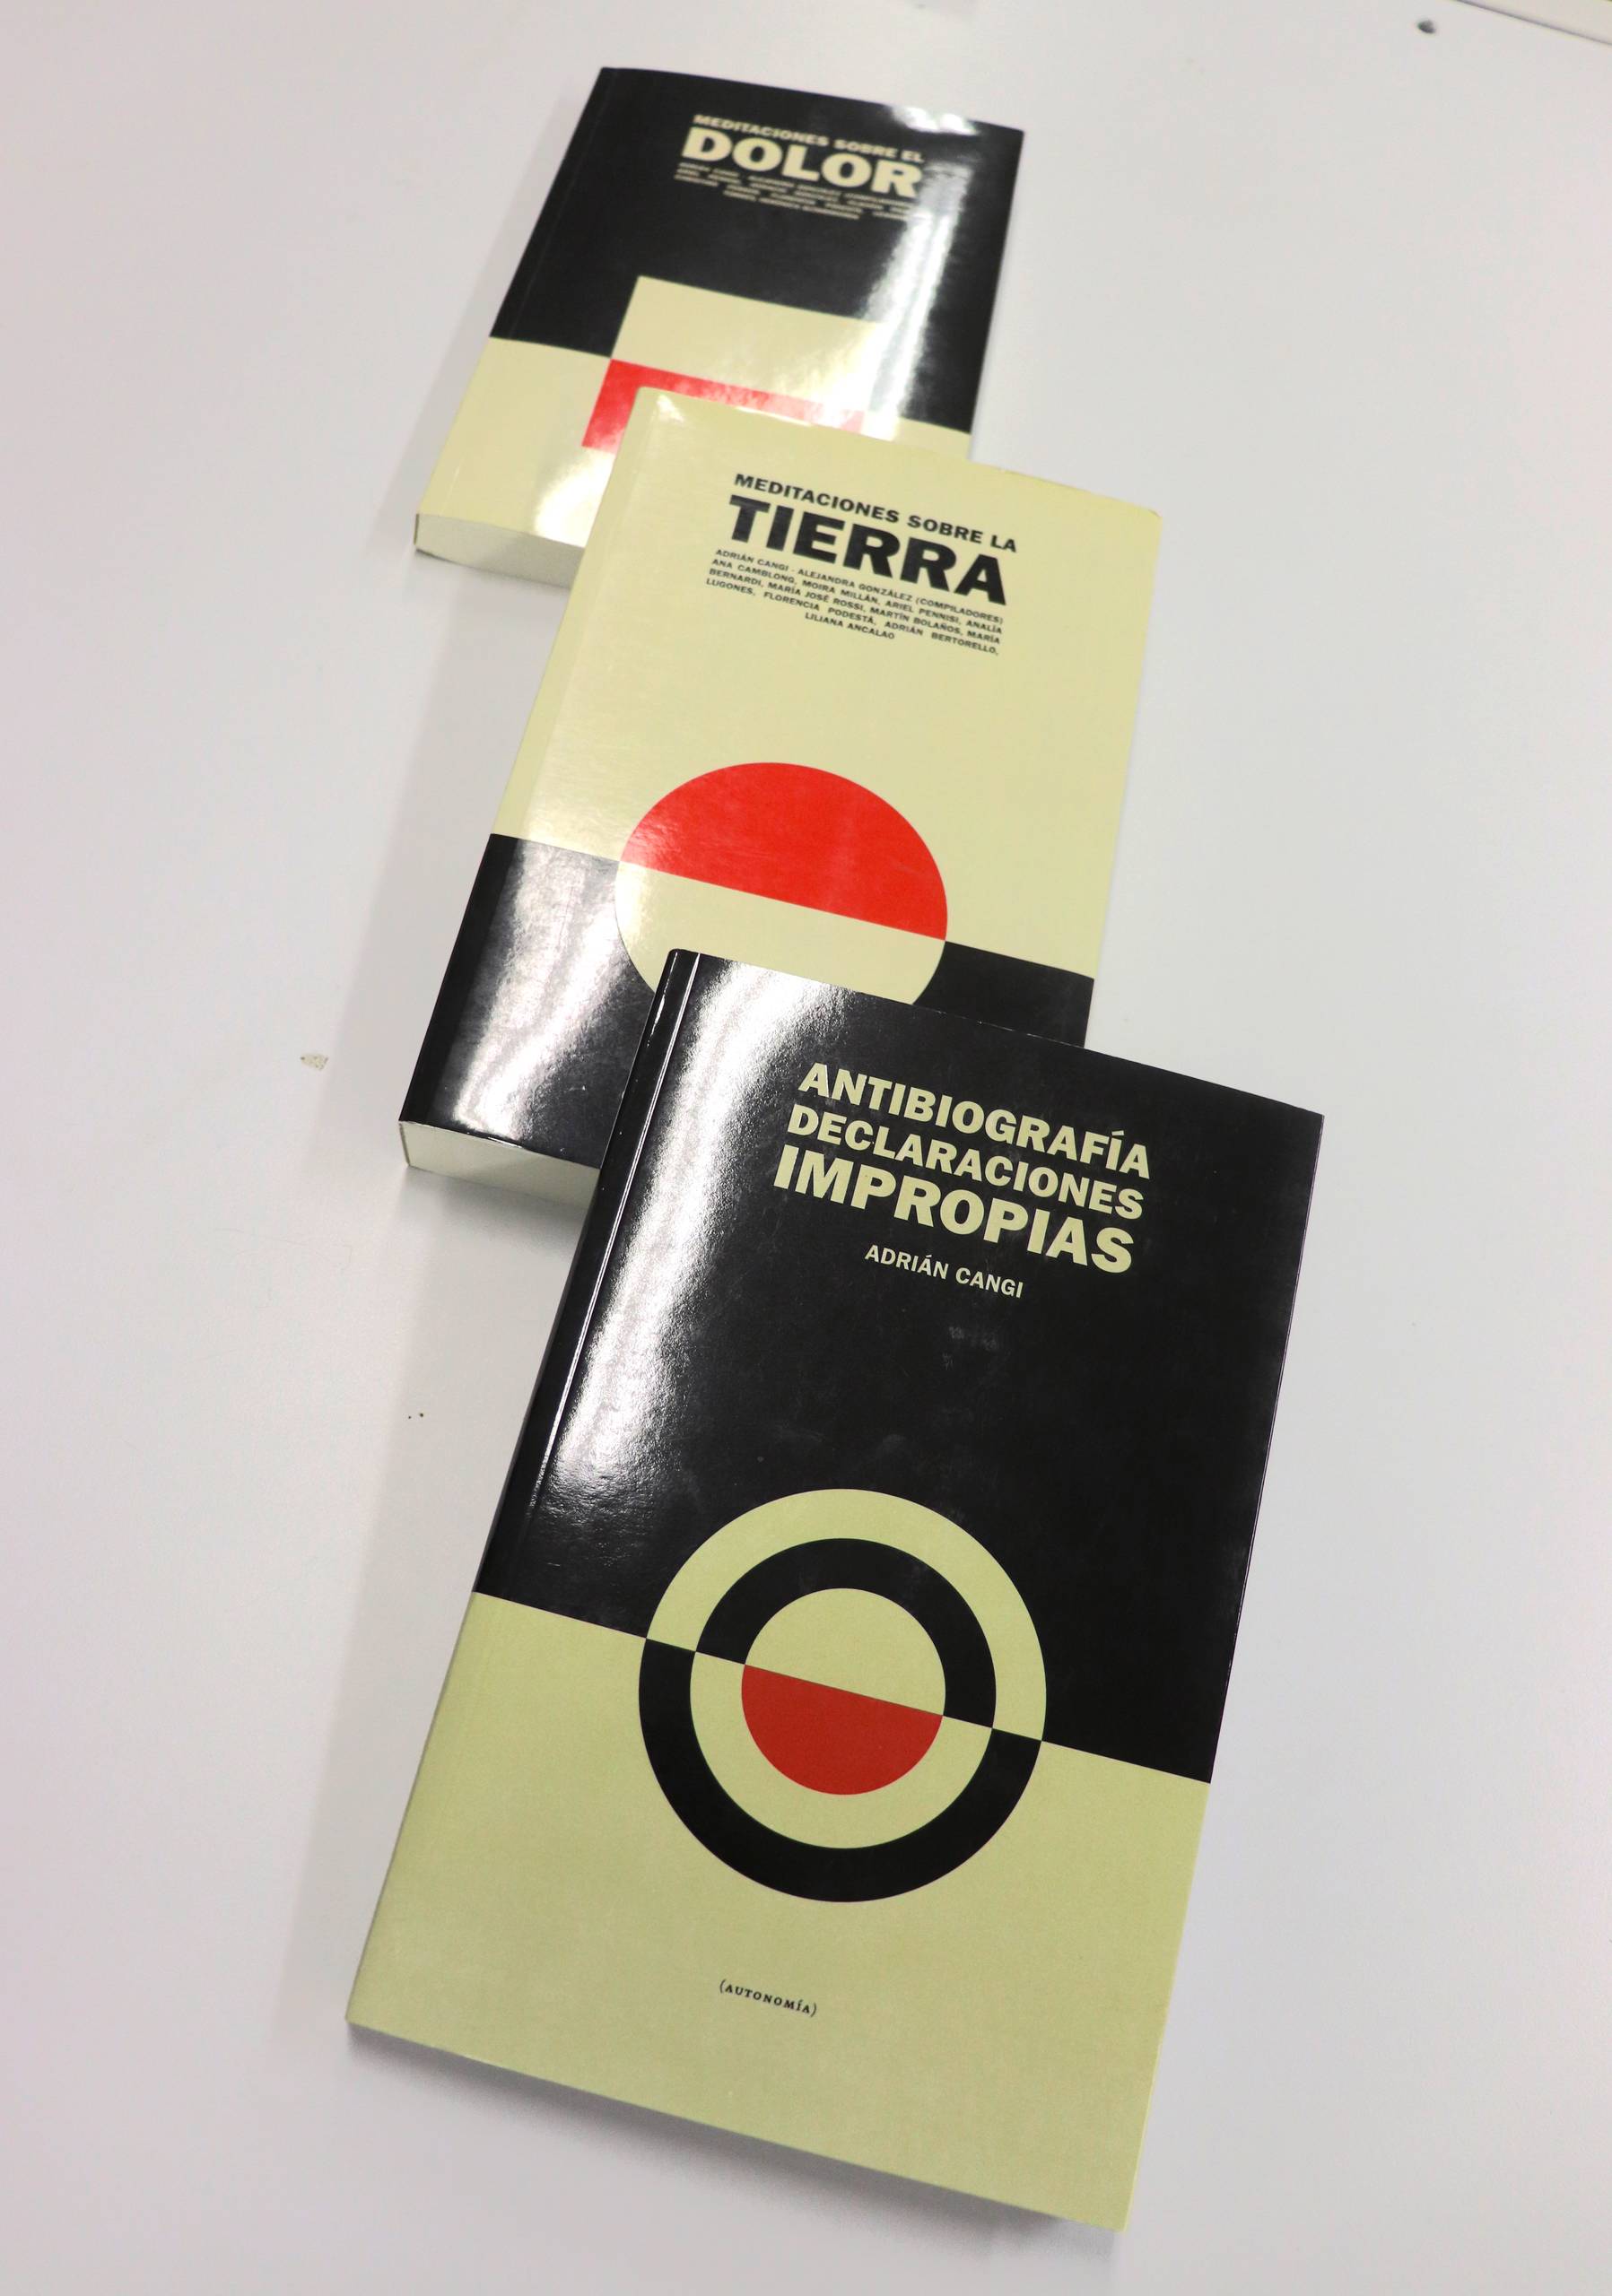 MEDITACIONES SOBRE EL
DOLOR
MEDITACIONES SOBRE LA
TIERRA
ADRIÁN CANGI - ALEJANDRA GONZÁLEZ (COMPILADORES)
ANA CAMBLONG, MOIRA MILLÁN, ARIEL PENNISI, ANALÍA
BERNARDI, MARÍA JOSÉ ROSSI, MARTÍN BOLAÑOS, MARÍA
LUGONES, FLORENCIA PODESTÁ, ADRIÁN BERTORELLO,
LILIANA ANCALAO
ANTIBIOGRAFÍA
DECLARACIONES
IMPROPIAS
ADRIÁN CANGI
(AUTONOMÍA)